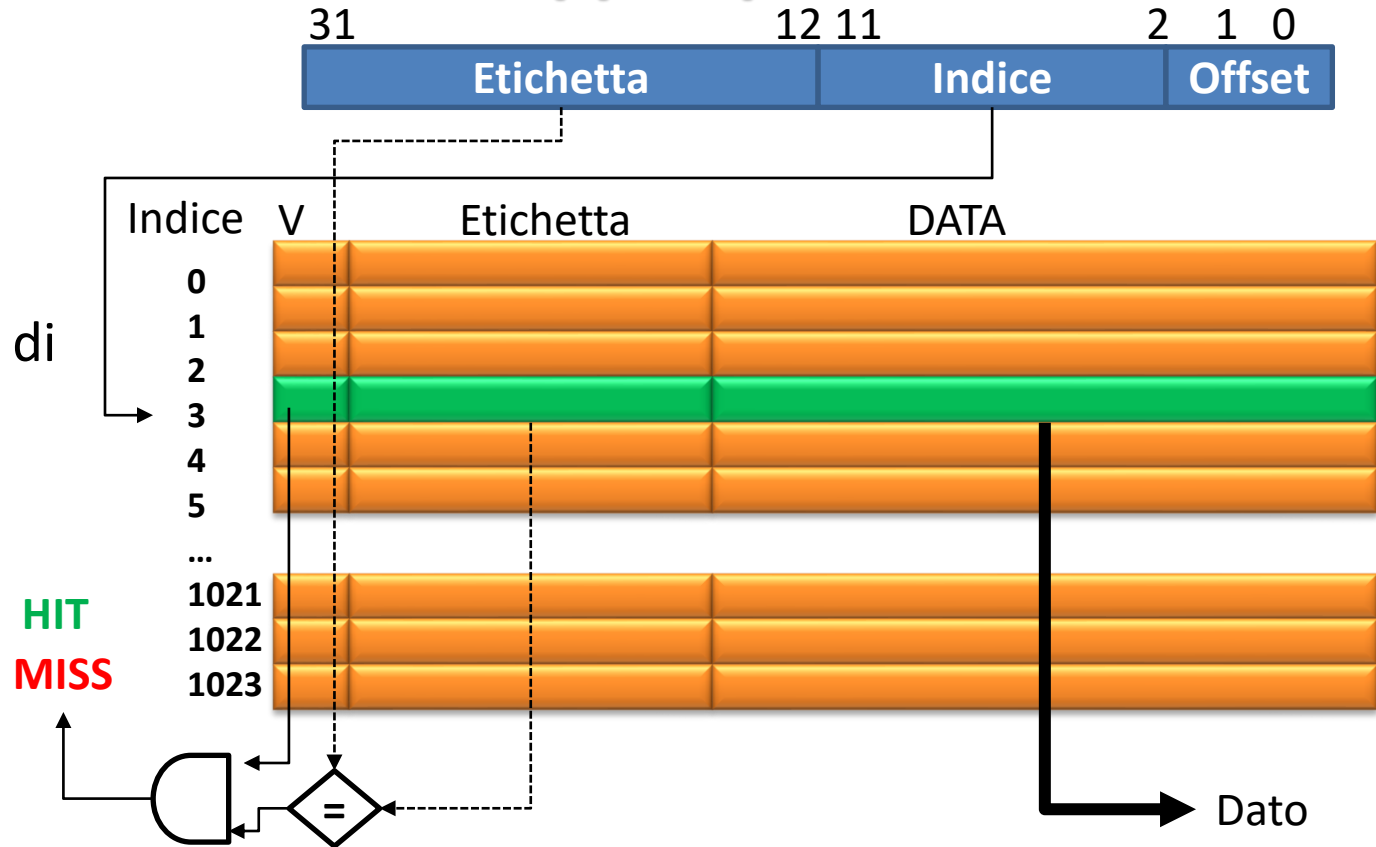 31 12 11 2 1 0
Etichetta Indice Offset
Indice V Etichetta DATA
0
1
di
2
3
4
5
...
1021
HIT
1022
MISS
1023
=
Dato